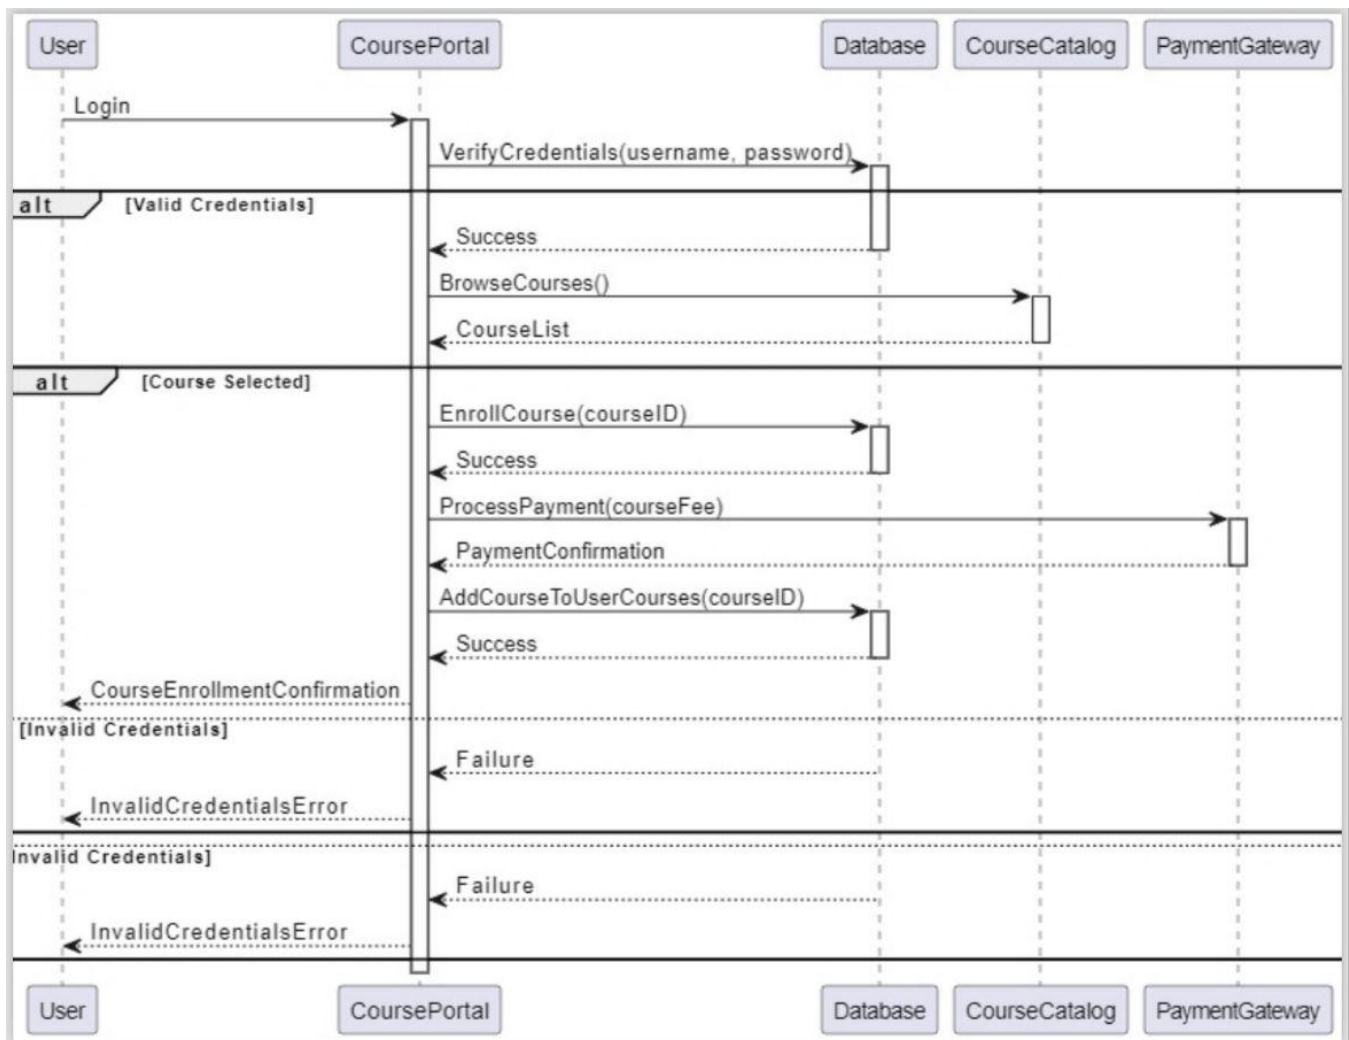 User CoursePortal Database CourseCatalog PaymentGateway
Login
VerifyCredentials(username, password)
alt [Valid Credentials]
Success
BrowseCourses()
CourseList
alt [Course Selected]
EnrollCourse(courseID)
Success
ProcessPayment(courseFee)
PaymentConfirmation
AddCourseToUserCourses(courseID)
Success
CourseEnrollmentConfirmation
[Invalid Credentials]
Failure
InvalidCredentialsError
Invalid Credentials]
Failure
InvalidCredentialsError
User CoursePortal Database CourseCatalog PaymentGateway